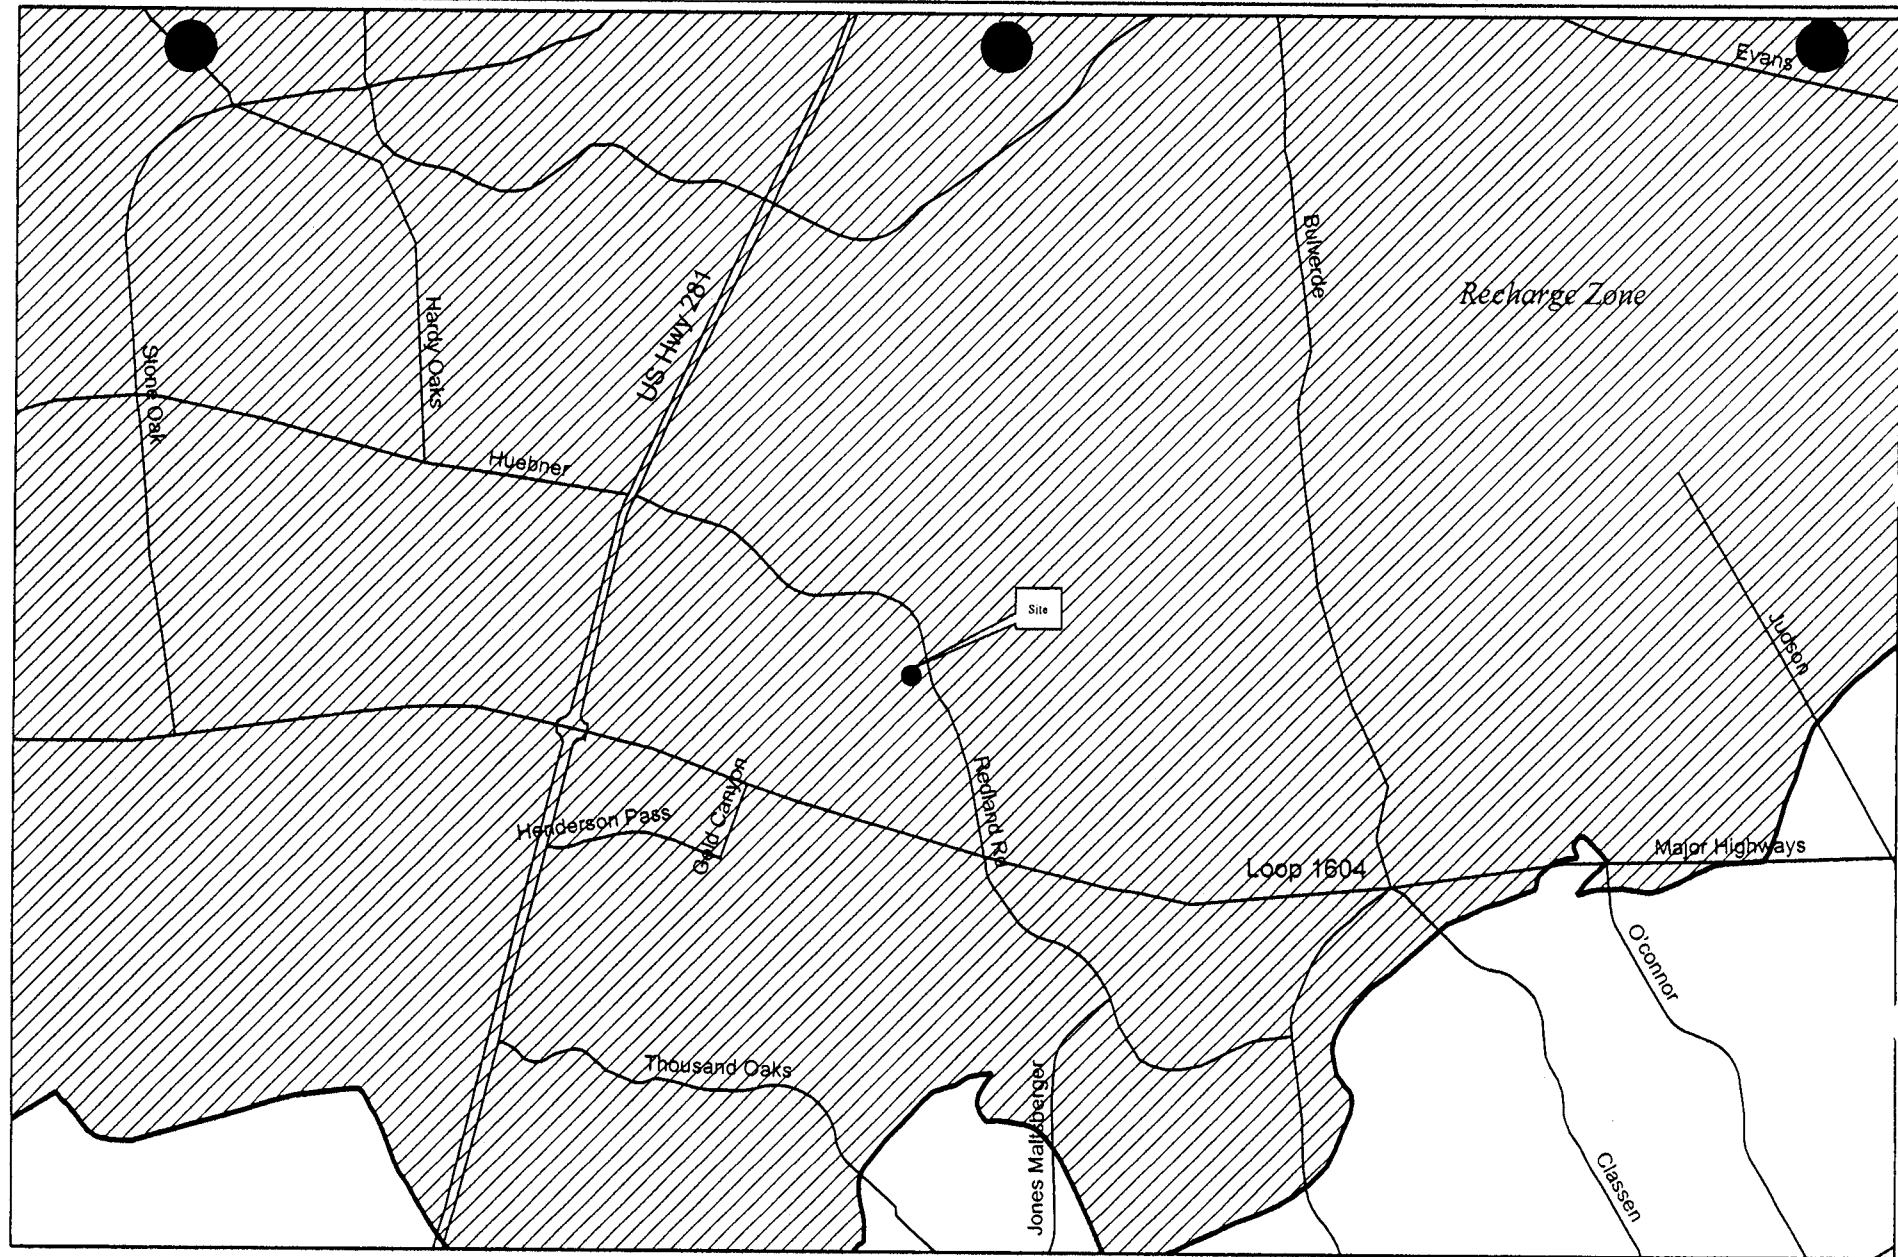 Evans
Bulverde
Recharge Zone
US Hwy 281
Hardy Oaks
Stone Oak
Huebner
Site
Judson
Redland Rd
Gold Canyon
Henderson Pass
Loop 1604
Major Highways
O'connor
Thousand Oaks
Jones Maltsberger
Classen